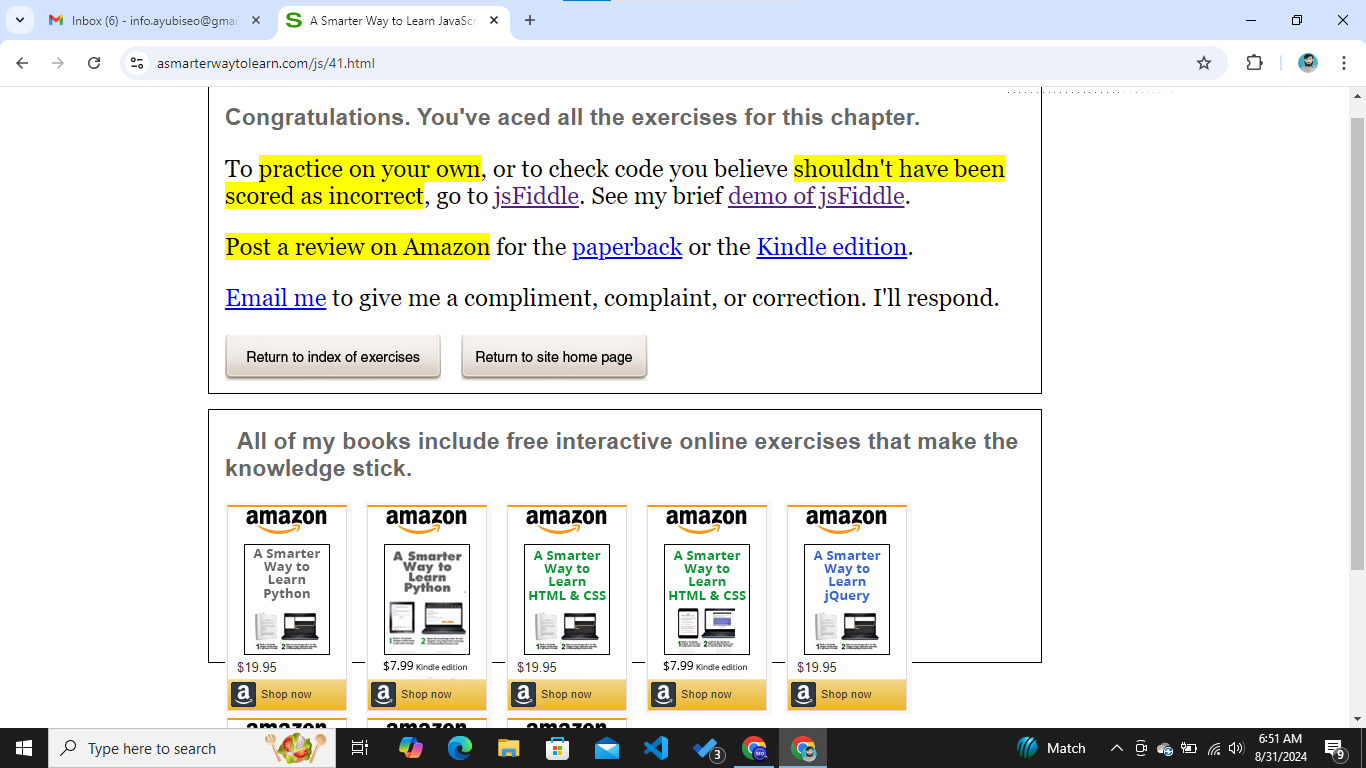 Inbox (6) - info.ayubiseo@gmai
A Smarter Way to Learn JavaScr
asmarterwaytolearn.com/js/41.html
Congratulations. You've aced all the exercises for this chapter.
To practice on your own, or to check code you believe shouldn't have been
scored as incorrect, go to jsFiddle. See my brief demo of jsFiddle.
Post a review on Amazon for the paperback or the Kindle edition.
Email me to give me a compliment, complaint, or correction. I'll respond.
Return to index of exercises Return to site home page
All of my books include free interactive online exercises that make the
knowledge stick.
amazon amazon amazon amazon amazon
A Smarter
Way to
Learn
Python
A Smarter
Way to
Learn
Python
A Smarter
Way to
Learn
HTML & CSS
A Smarter
Way to
Learn
HTML & CSS
A Smarter
Way to
Learn
jQuery
$19.95 $7.99 Kindle edition $19.95 $7.99 Kindle edition $19.95
Shop now Shop now Shop now Shop now Shop now
amazon amazon amazon
Type here to search
3
SEO
Match
6:51 AM
8/31/2024
9